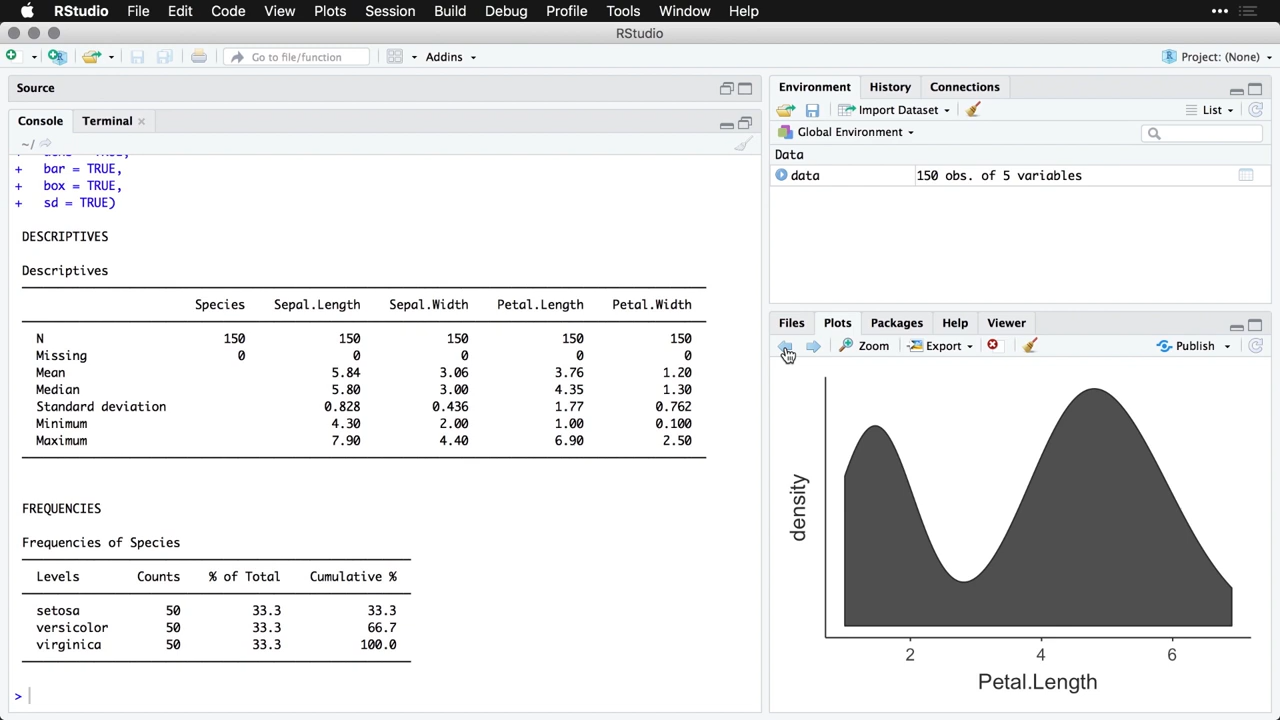 RStudio File Edit Code View Plots Session Build Debug Profile Tools Window Help
RStudio
Go to file/function
Addins
Project: (None)
Source
Console Terminal
~/
+ bar = TRUE,
+ box = TRUE,
+ sd = TRUE)
DESCRIPTIVES
Descriptives
Species Sepal.Length Sepal.Width Petal.Length Petal.Width
N 150 150 150 150 150
Missing 0 0 0 0 0
Mean 5.84 3.06 3.76 1.20
Median 5.80 3.00 4.35 1.30
Standard deviation 0.828 0.436 1.77 0.762
Minimum 4.30 2.00 1.00 0.100
Maximum 7.90 4.40 6.90 2.50
FREQUENCIES
Frequencies of Species
Levels Counts % of Total Cumulative %
setosa 50 33.3 33.3
versicolor 50 33.3 66.7
virginica 50 33.3 100.0
>
Environment History Connections
Import Dataset
List
Global Environment
Data
data 150 obs. of 5 variables
Files Plots Packages Help Viewer
Zoom Export Publish
density
2 4 6
Petal.Length